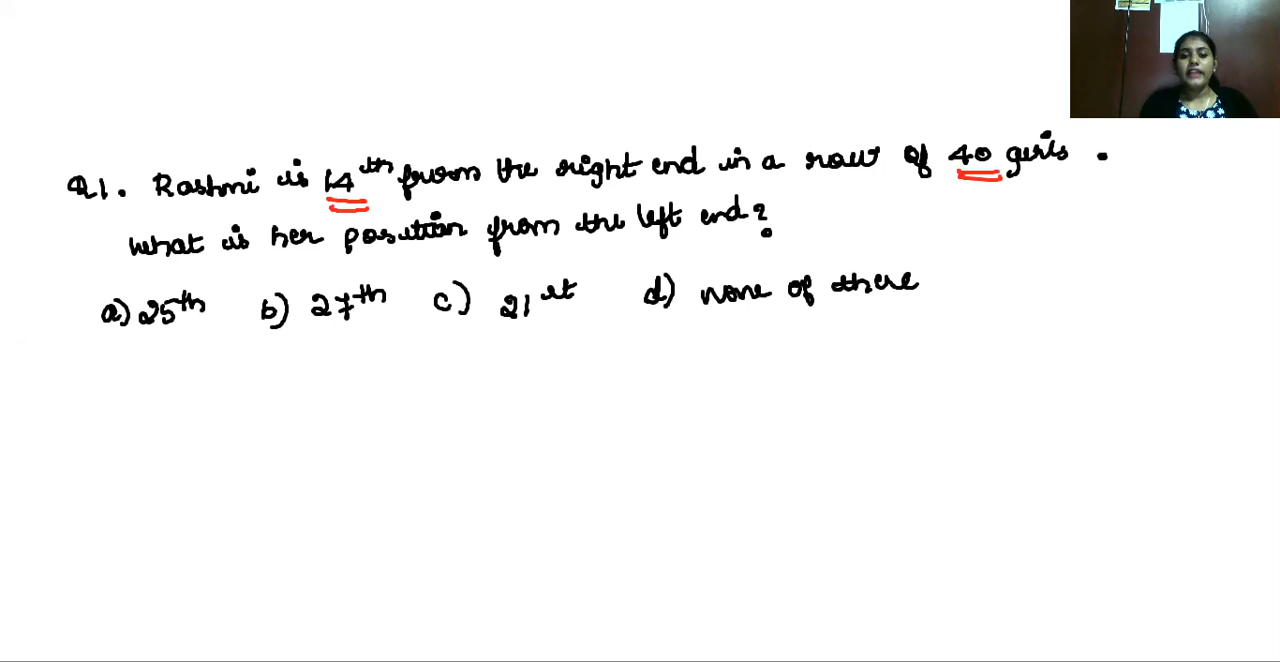 Q1. Rashmi is 14th from the right end in a row of 40 girls.
What is her position from the left end?
a) 25th b) 27th c) 21st d) none of these